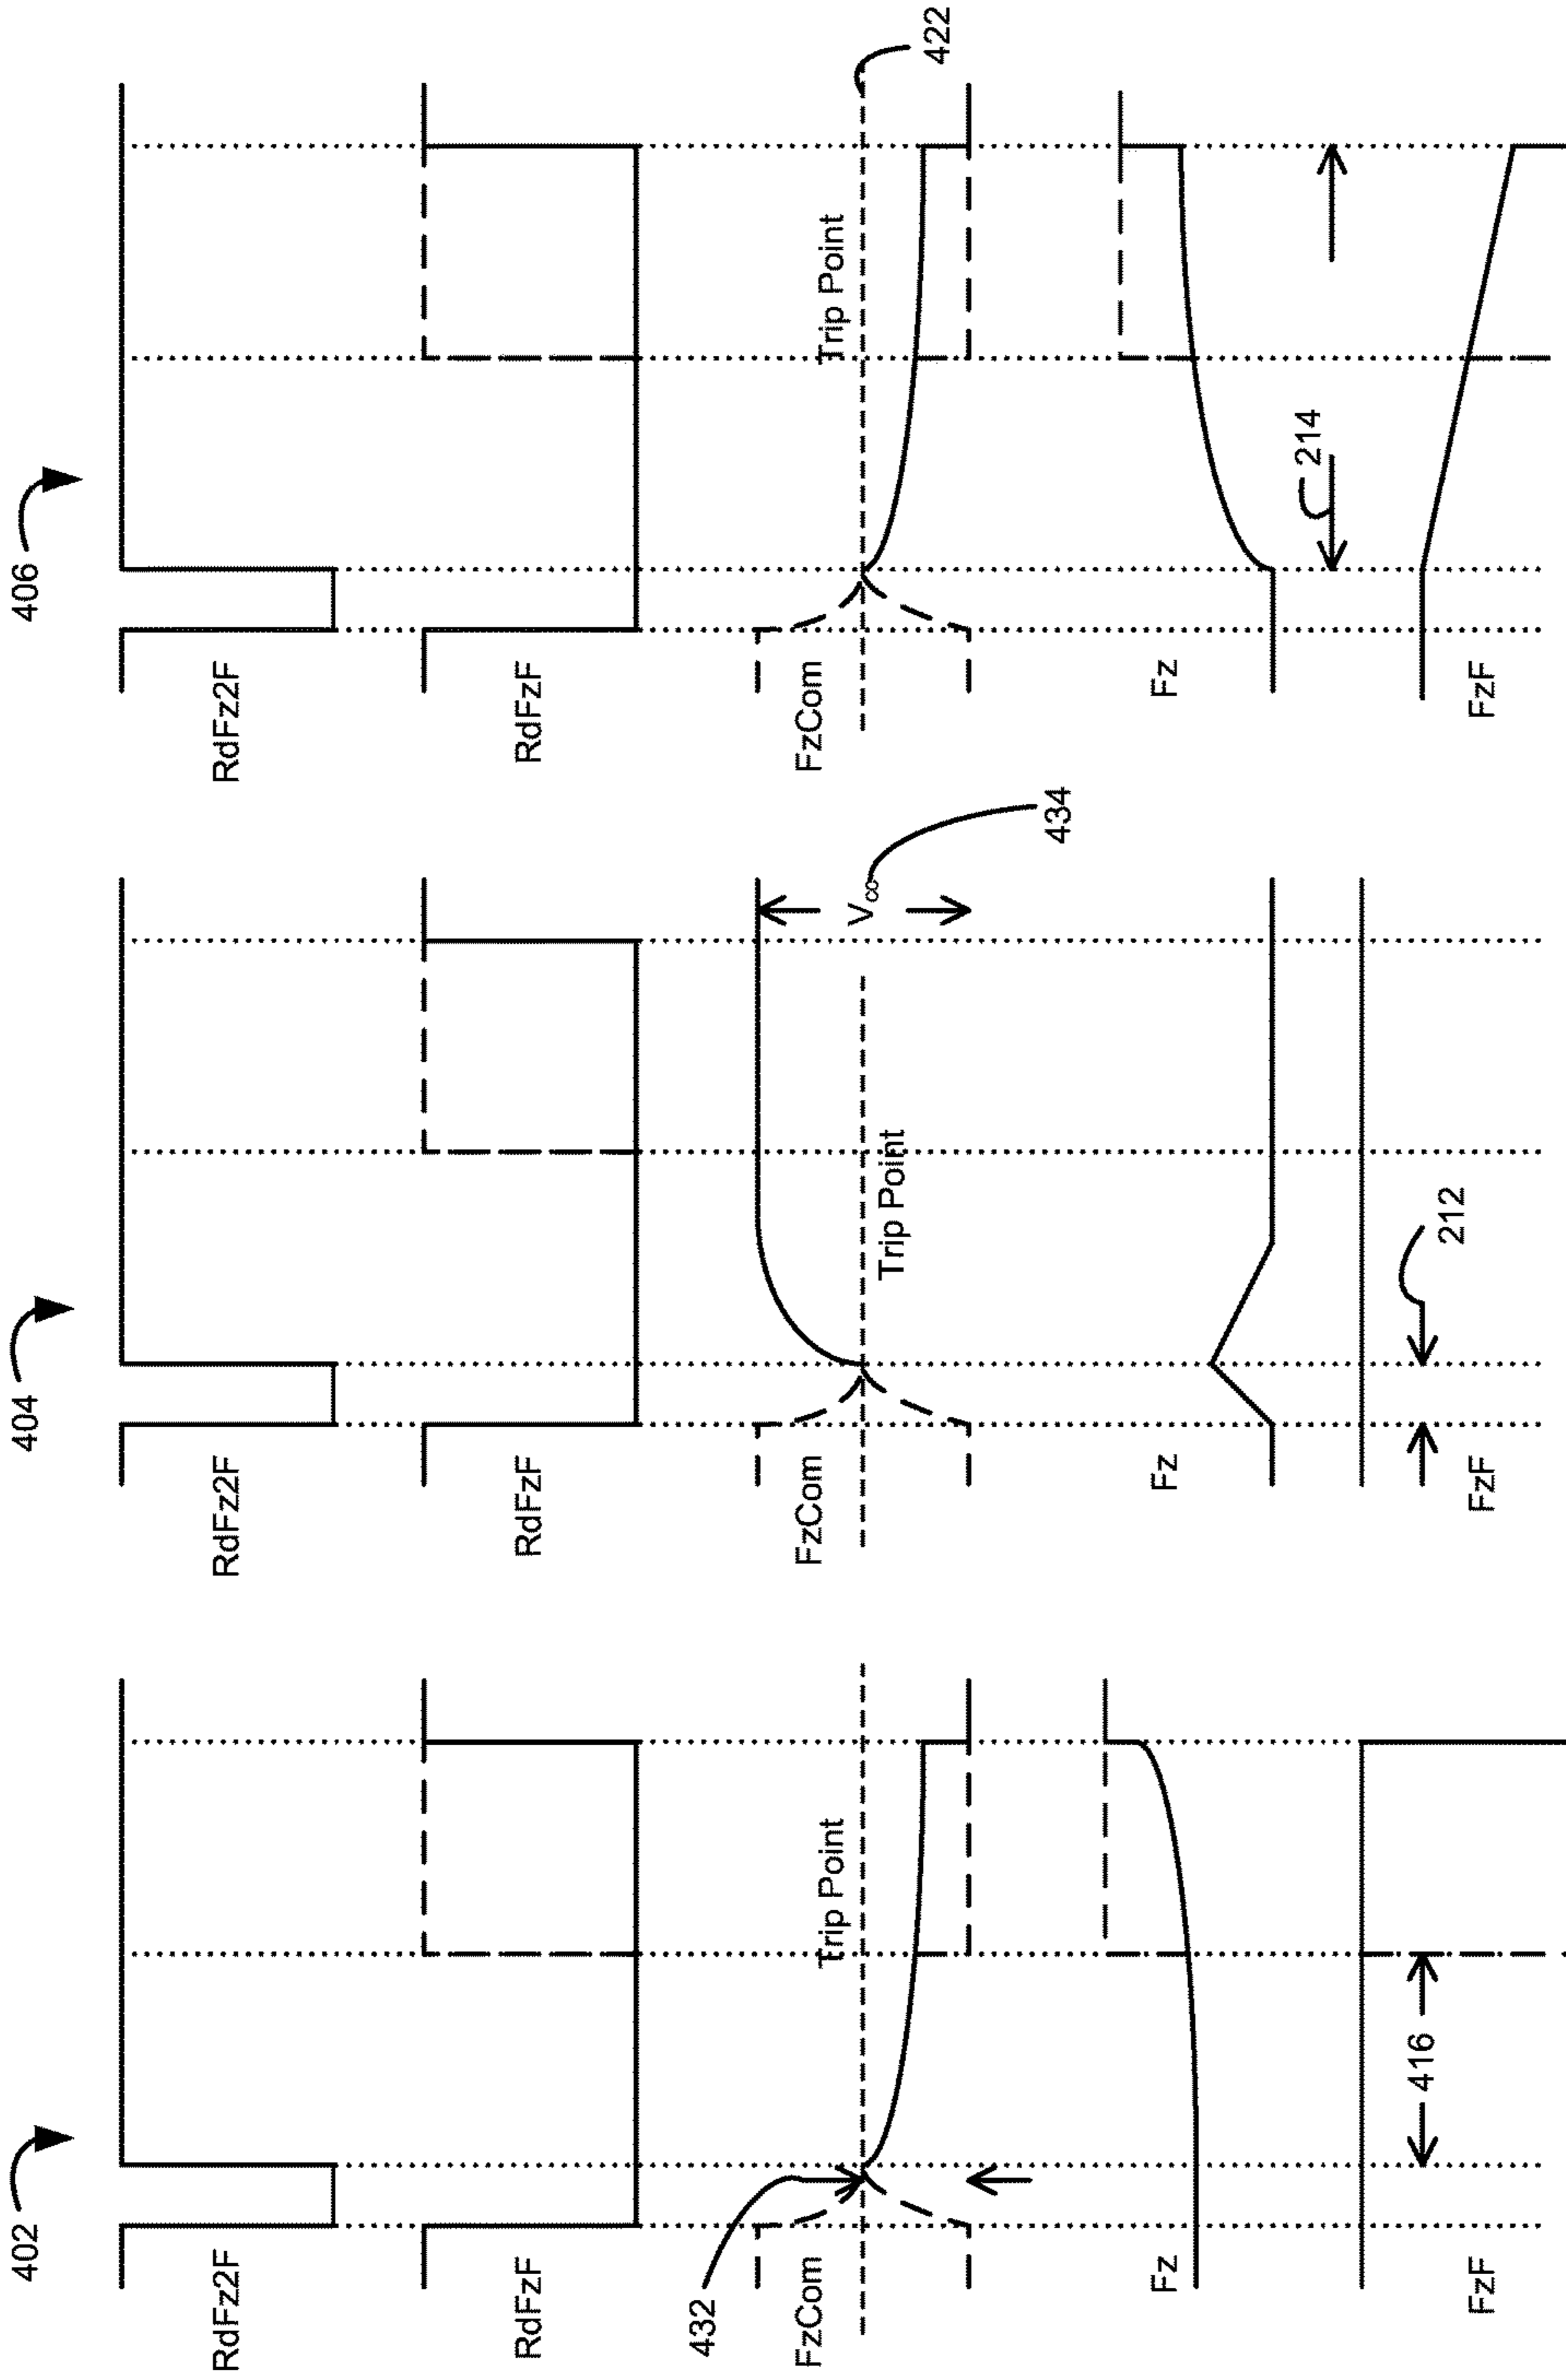 402
RdFz2F
RdFzF
432
FzCom
Trip Point
Fz
416
FzF
404
RdFz2F
RdFzF
FzCom
Trip Point
Vcc
434
Fz
212
FzF
406
RdFz2F
RdFzF
FzCom
Trip Point
422
Fz
214
FzF